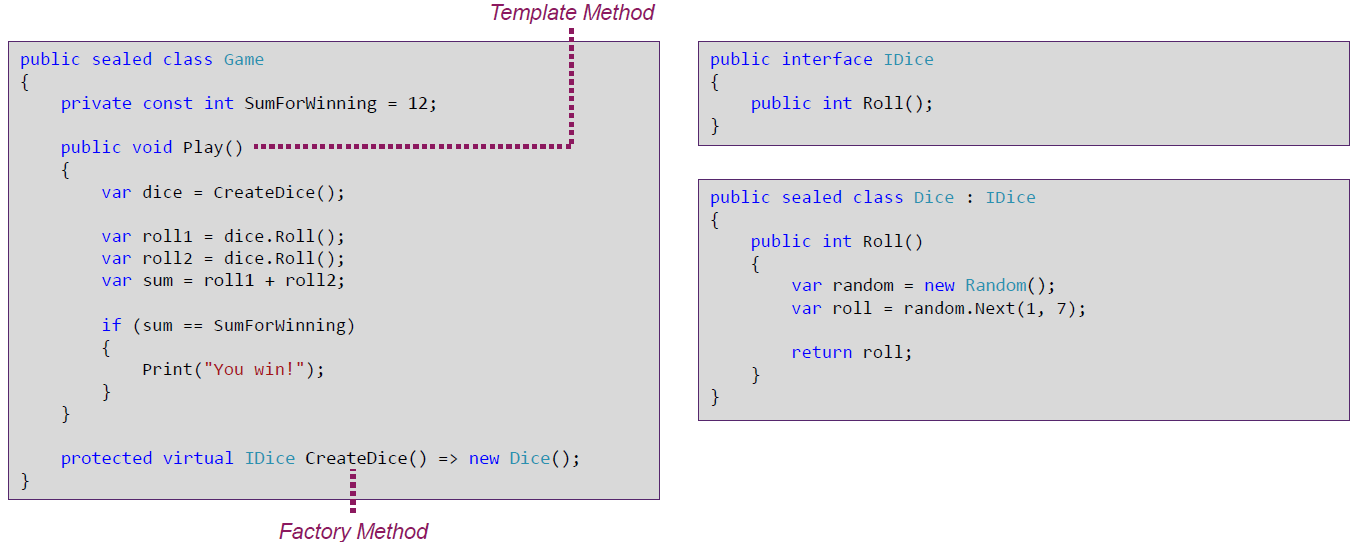 Template Method
public sealed class Game
{
    private const int SumForWinning = 12;
    public void Play()
    {
        var dice = CreateDice();
        var roll1 = dice.Roll();
        var roll2 = dice.Roll();
        var sum = roll1 + roll2;
        if (sum == SumForWinning)
        {
            Print("You win!");
        }
    }
    protected virtual IDice CreateDice() => new Dice();
}
Factory Method
public interface IDice
{
    public int Roll();
}
public sealed class Dice : IDice
{
    public int Roll()
    {
        var random = new Random();
        var roll = random.Next(1, 7);
        return roll;
    }
}